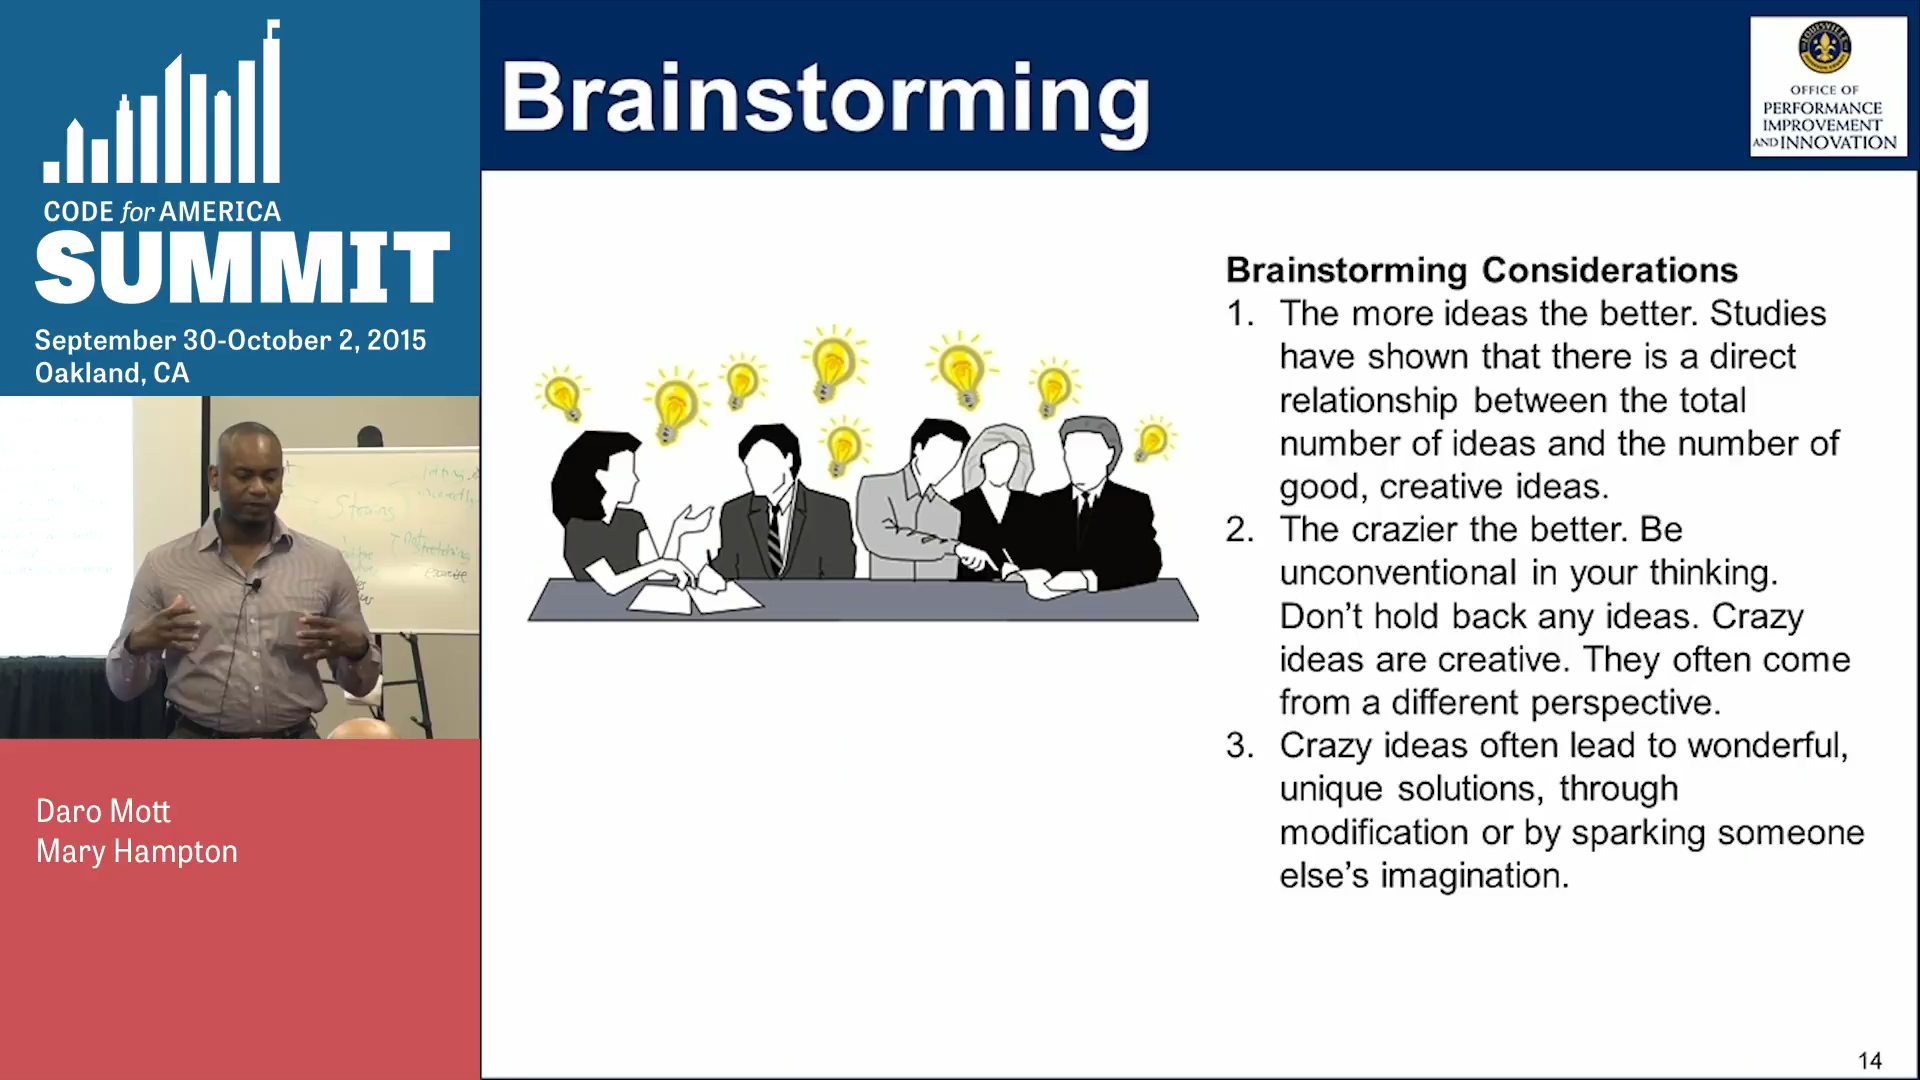 CODE for AMERICA
SUMMIT
September 30-October 2, 2015
Oakland, CA
Daro Mott
Mary Hampton
Brainstorming
OFFICE OF
PERFORMANCE
IMPROVEMENT
AND INNOVATION
Brainstorming Considerations
1. The more ideas the better. Studies
have shown that there is a direct
relationship between the total
number of ideas and the number of
good, creative ideas.
2. The crazier the better. Be
unconventional in your thinking.
Don't hold back any ideas. Crazy
ideas are creative. They often come
from a different perspective.
3. Crazy ideas often lead to wonderful,
unique solutions, through
modification or by sparking someone
else's imagination.
14
Strong
stretching
exercise